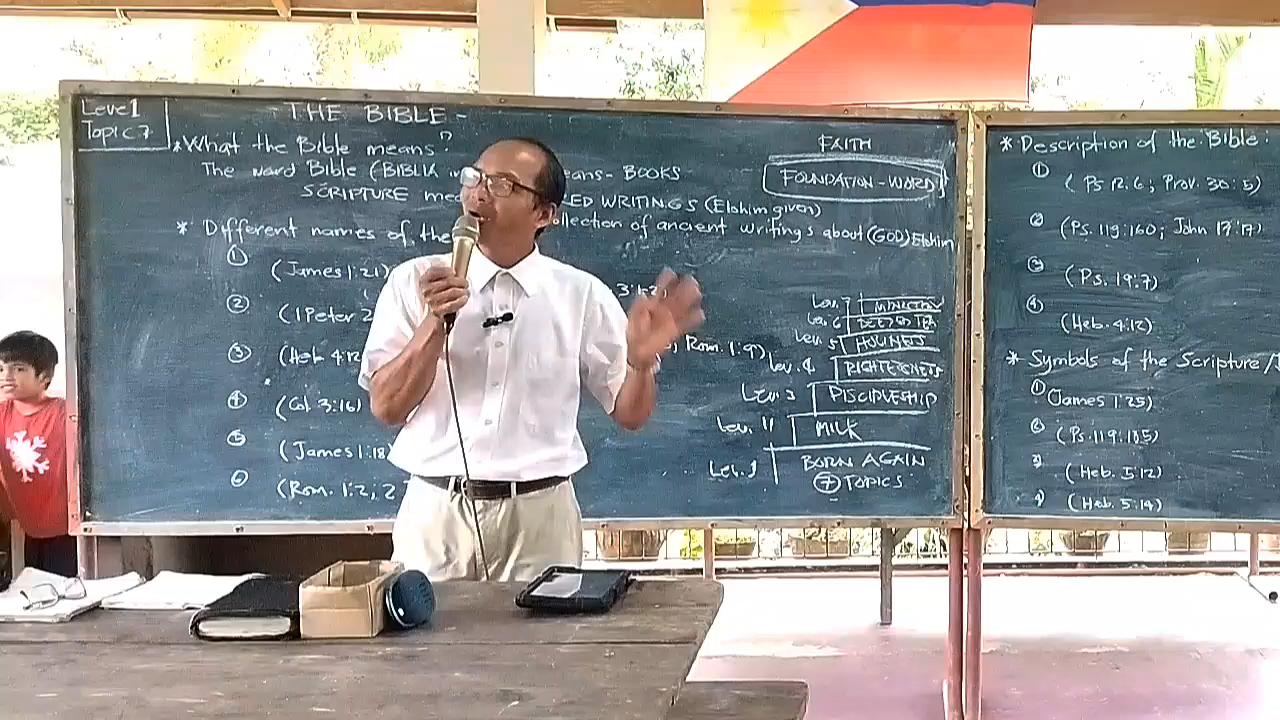 Level 1
Topic 7
THE BIBLE -
* What the Bible means?
The word Bible (BIBLIA means- BOOKS
SCRIPTURE WRITINGS (Elohim given)
* Different names of the collection of ancient writings about (GOD) Elohim
① (James 1:21)
② (1 Peter 2
③ (Heb. 4:12 Rom. 1:9)
④ (Col. 3:16)
⑤ (James 1:18
⑥ (Rom. 1:2; 2
FAITH
FOUNDATION - WORD
Lev. 7 MINISTRY
Lev. 6
Lev. 5 HOLINESS
Lev. 4
Lev. 3 DISCIPLESHIP
Lev. 11 MILK
Lev. 1 BORN AGAIN
⑦ TOPICS
* Description of the Bible:
① (Ps 12:6; Prov. 30:5)
② (Ps. 119:160; John 17:17)
③ (Ps. 19:7)
④ (Heb. 4:12)
* Symbols of the Scripture/
① (James 1:25)
② (Ps. 119:105)
3 (Heb. 5:12)
4 (Heb. 5:14)